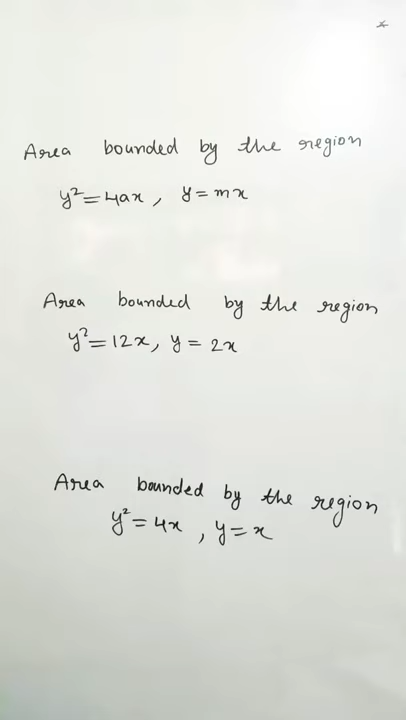 Area bounded by the region
y²=4ax, y=mx
Area bounded by the region
y²=12x, y = 2x
Area bounded by the region
y²=4x, y=x